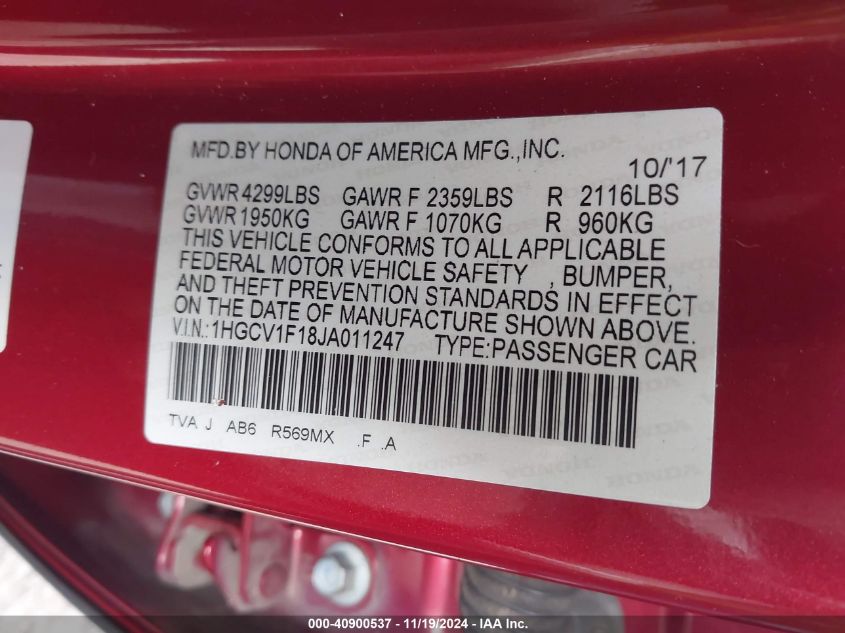 MFD.BY HONDA OF AMERICA MFG.,INC.
10/'17
GVWR 4299LBS GAWR F 2359LBS R 2116LBS
GVWR 1950KG GAWR F 1070KG R 960KG
THIS VEHICLE CONFORMS TO ALL APPLICABLE
FEDERAL MOTOR VEHICLE SAFETY , BUMPER,
AND THEFT PREVENTION STANDARDS IN EFFECT
ON THE DATE OF MANUFACTURE SHOWN ABOVE.
V.I.N.:1HGCV1F18JA011247 TYPE:PASSENGER CAR
TVA J AB6 R569MX .F .A
000-40900537 - 11/19/2024 - IAA Inc.